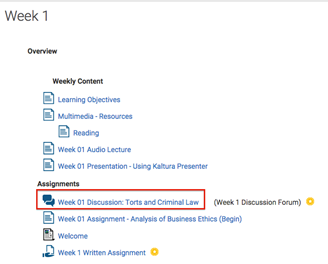 Week 1
Overview
Weekly Content
Learning Objectives
Multimedia - Resources
Reading
Week 01 Audio Lecture
Week 01 Presentation - Using Kaltura Presenter
Assignments
Week 01 Discussion: Torts and Criminal Law (Week 1 Discussion Forum)
Week 01 Assignment - Analysis of Business Ethics (Begin)
Welcome
Week 1 Written Assignment